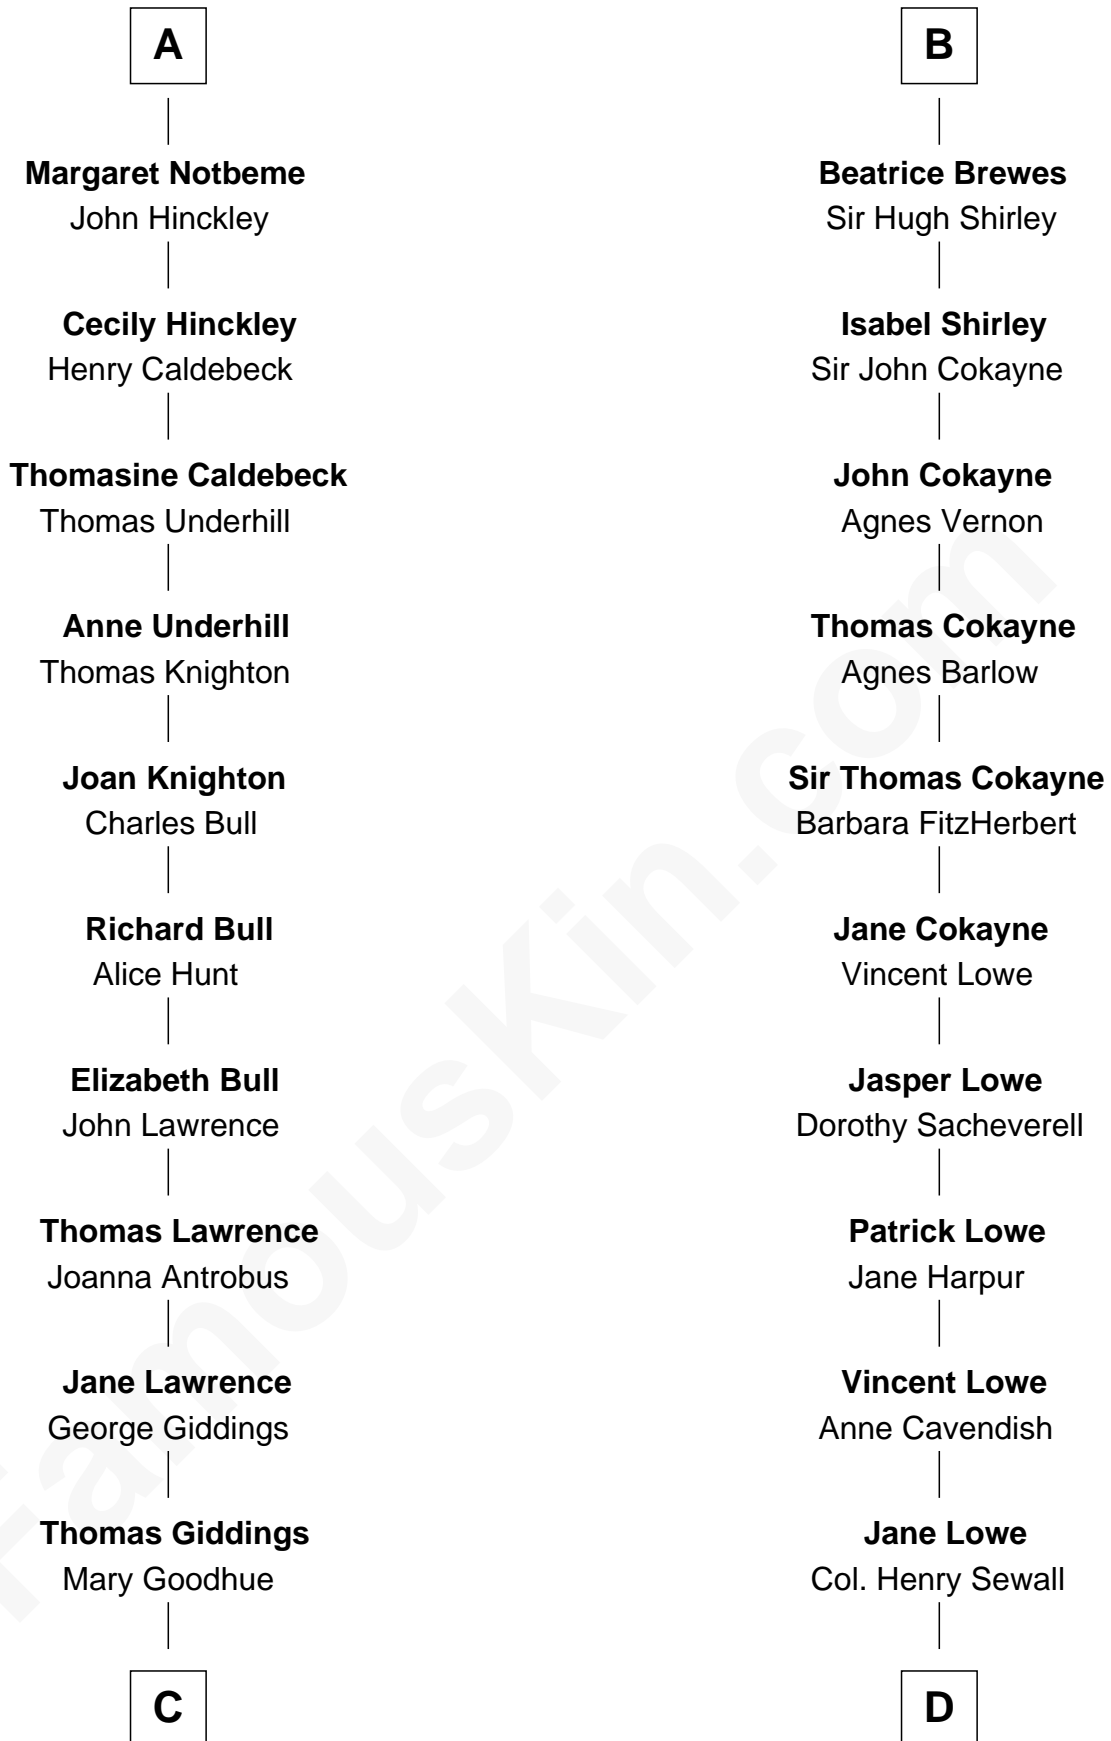 A
Margaret Notbeme
John Hinckley
Cecily Hinckley
Henry Caldebeck
Thomasine Caldebeck
Thomas Underhill
Anne Underhill
Thomas Knighton
Joan Knighton
Charles Bull
Richard Bull
Alice Hunt
Elizabeth Bull
John Lawrence
Thomas Lawrence
Joanna Antrobus
Jane Lawrence
George Giddings
Thomas Giddings
Mary Goodhue
C
B
Beatrice Brewes
Sir Hugh Shirley
Isabel Shirley
Sir John Cokayne
John Cokayne
Agnes Vernon
Thomas Cokayne
Agnes Barlow
Sir Thomas Cokayne
Barbara FitzHerbert
Jane Cokayne
Vincent Lowe
Jasper Lowe
Dorothy Sacheverell
Patrick Lowe
Jane Harpur
Vincent Lowe
Anne Cavendish
Jane Lowe
Col. Henry Sewall
D
FamousKin.com